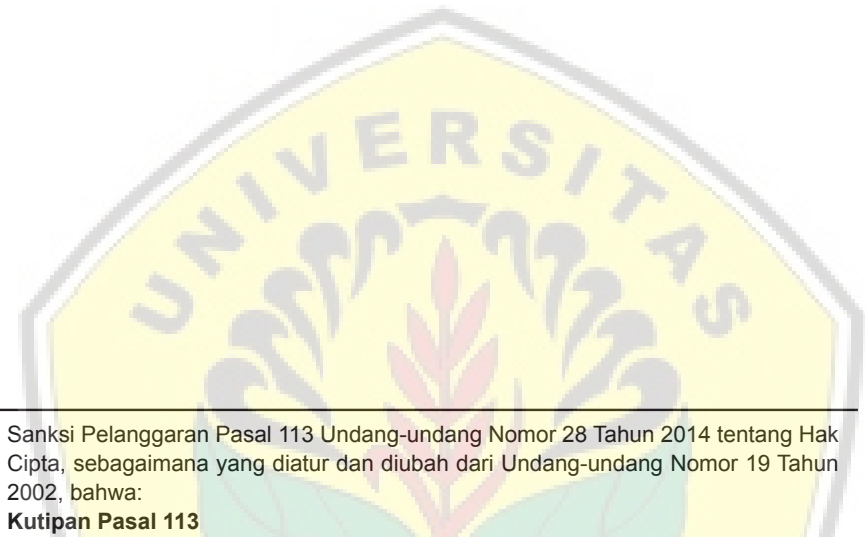 UNIVERSITAS
Sanksi Pelanggaran Pasal 113 Undang-undang Nomor 28 Tahun 2014 tentang Hak
Cipta, sebagaimana yang diatur dan diubah dari Undang-undang Nomor 19 Tahun
2002, bahwa:
Kutipan Pasal 113